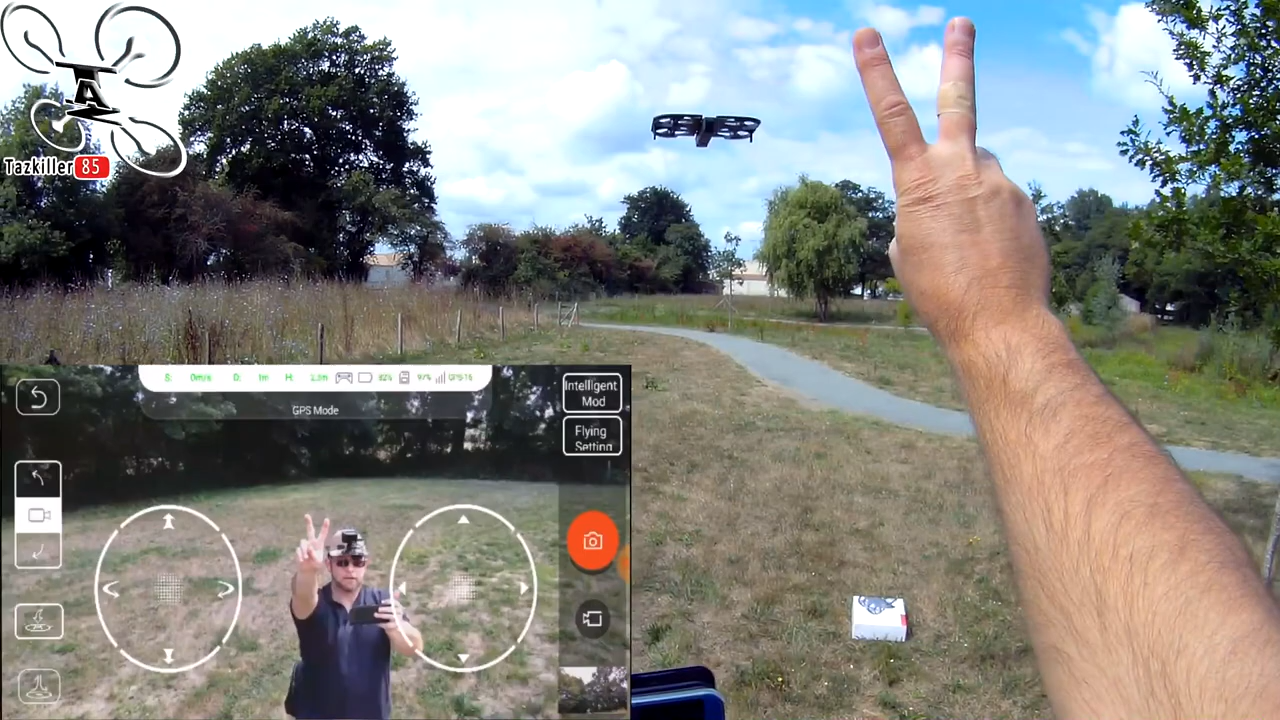 A
Tazkiller 85
S: 0m/s D: 1m H: 2.3m 82% 97% GPS:16
GPS Mode
Intelligent
Mod
Flying
Setting